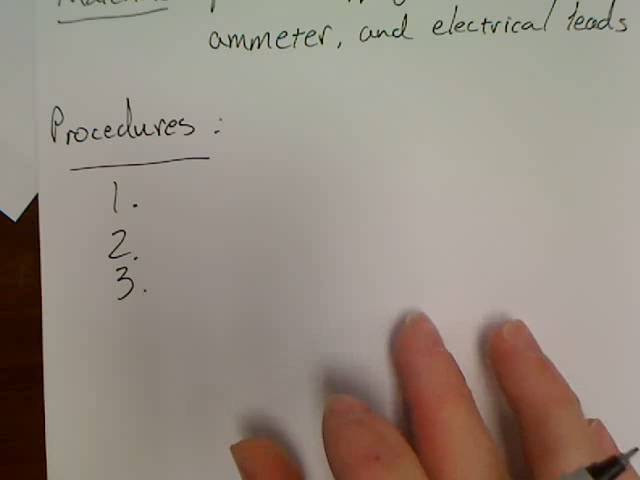 ammeter, and electrical leads
Procedures :
1.
2.
3.